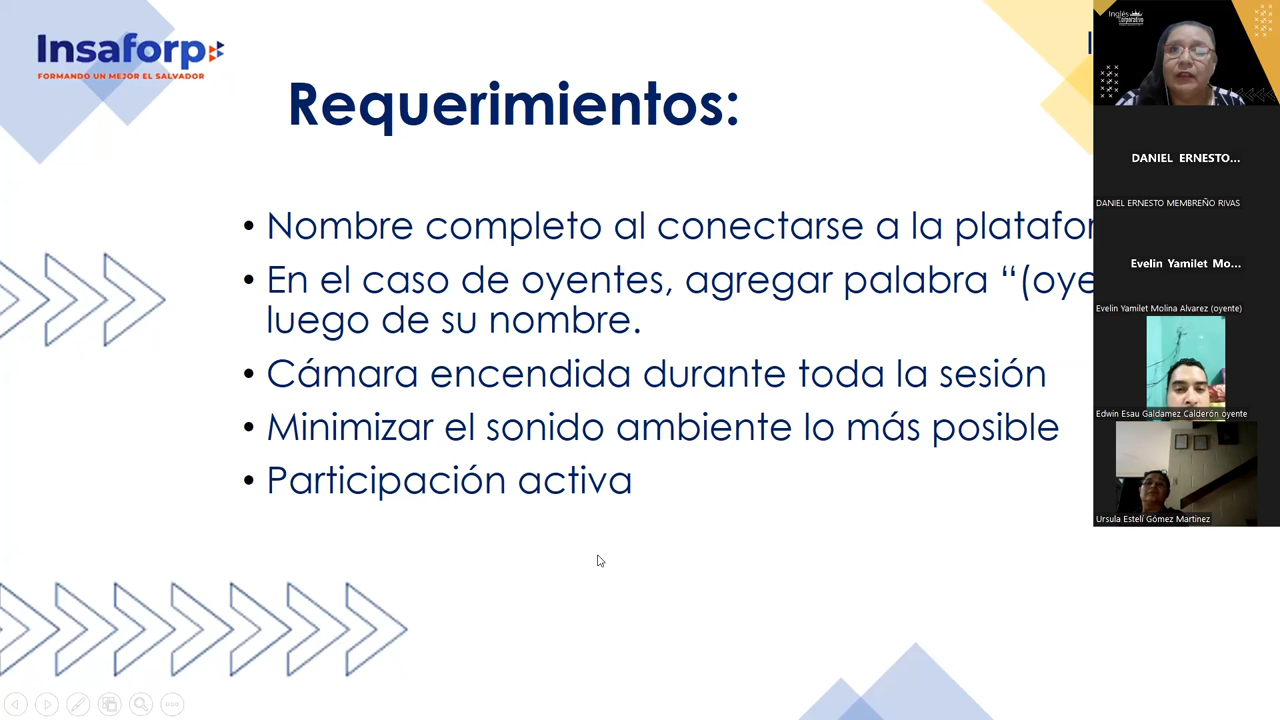 Insaforp
FORMANDO UN MEJOR EL SALVADOR
Requerimientos:
• Nombre completo al conectarse a la platafor
• En el caso de oyentes, agregar palabra “(oye
luego de su nombre.
• Cámara encendida durante toda la sesión
• Minimizar el sonido ambiente lo más posible
• Participación activa
Inglés
Corporativo
DANIEL ERNESTO...
DANIEL ERNESTO MEMBREÑO RIVAS
Evelin Yamilet Mo...
Evelin Yamilet Molina Alvarez (oyente)
Edwin Esau Galdamez Calderón oyente
Ursula Estelí Gómez Martinez